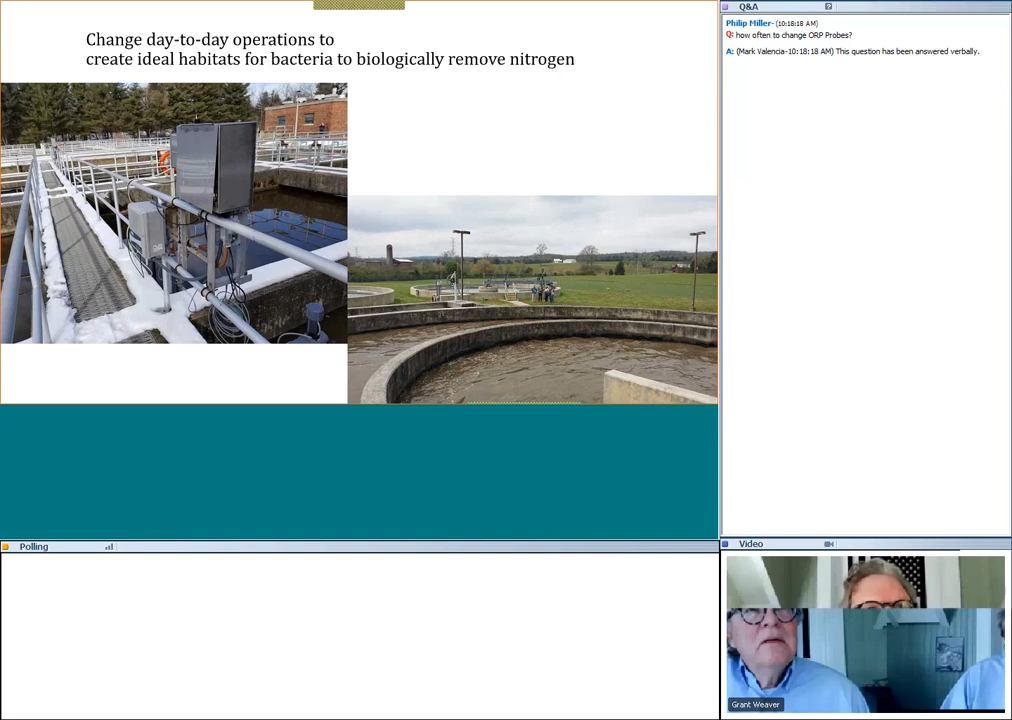 Change day-to-day operations to
create ideal habitats for bacteria to biologically remove nitrogen
Q&A
Philip Miller- (10:18:18 AM)
Q: how often to change ORP Probes?
A: (Mark Valencia-10:18:18 AM) This question has been answered verbally.
Polling
Video
Grant Weaver